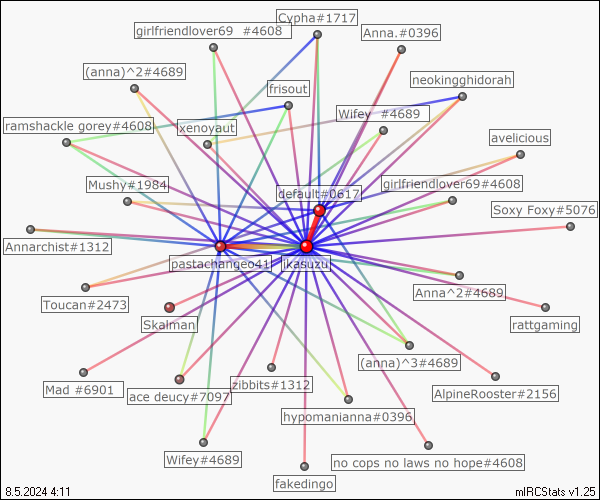 Cypha#1717
girlfriendlover69 #4608
Anna.#0396
(anna)^2#4689
neokingghidorah
frisout
Wifey #4689
ramshackle gorey#4608
xenoyaut
avelicious
Mushy#1984
default#0617
girlfriendlover69#4608
Soxy Foxy#5076
Annarchist#1312
pastachangeo41
jikasuzu
Anna^2#4689
Toucan#2473
Skalman
rattgaming
(anna)^3#4689
Mad #6901
ace deucy#7097
zibbits#1312
AlpineRooster#2156
hypomanianna#0396
Wifey#4689
no cops no laws no hope#4608
fakedingo
8.5.2024 4:11
mIRCStats v1.25